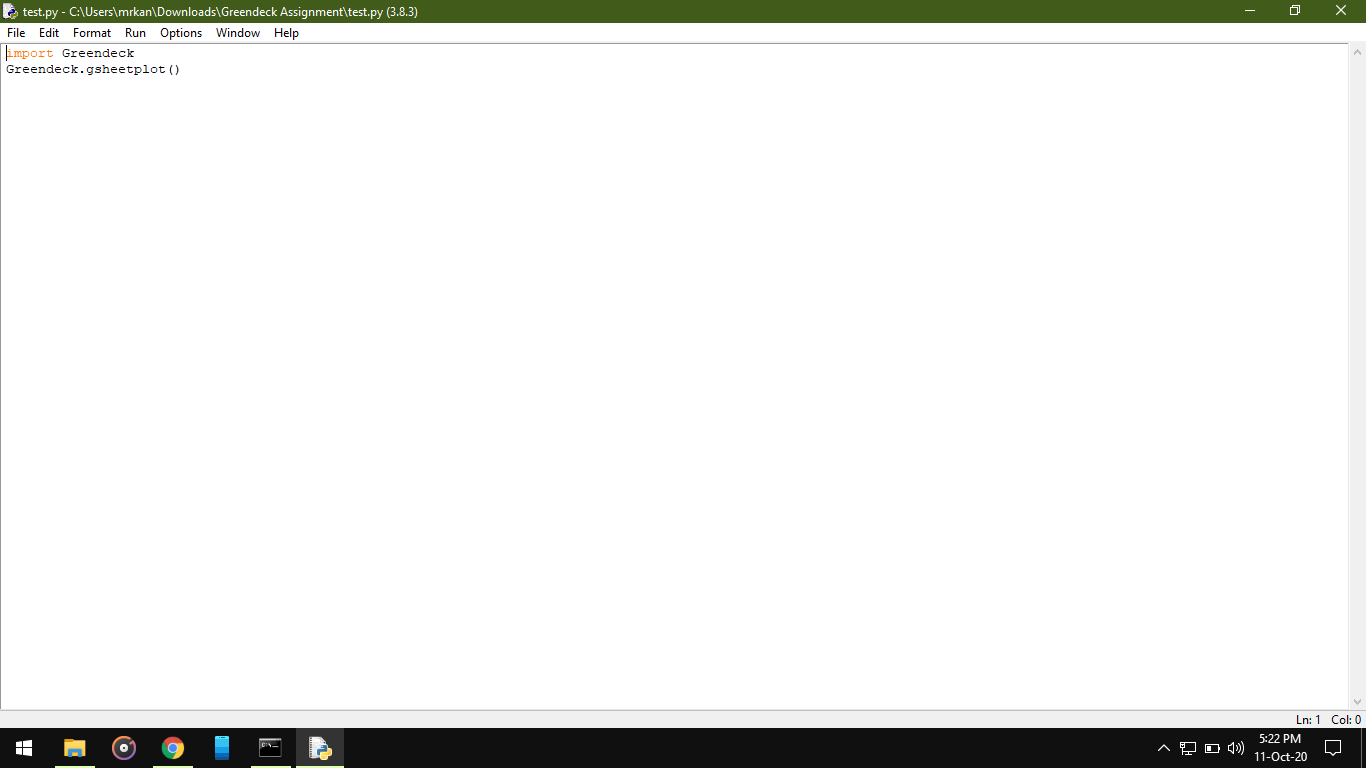 test.py - C:\Users\mrkan\Downloads\Greendeck Assignment\test.py (3.8.3)
File Edit Format Run Options Window Help
import Greendeck
Greendeck.gsheetplot()
Ln: 1 Col: 0
5:22 PM
11-Oct-20